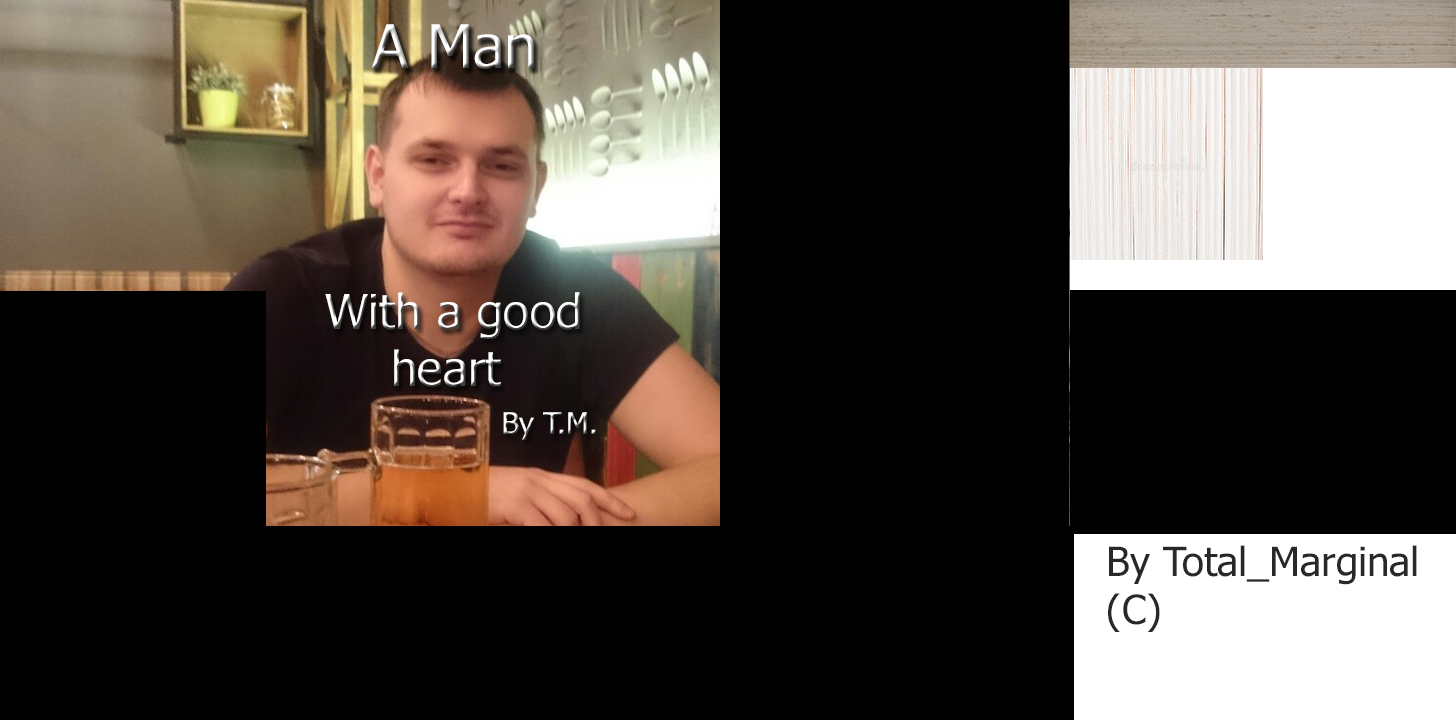 A Man
With a good
heart
By T.M.
By Total_Marginal
(C)